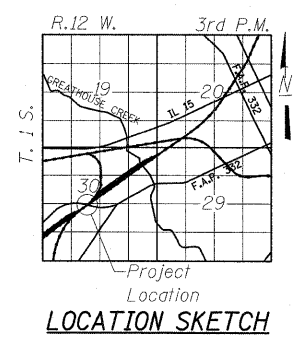 R.12 W. 3rd P.M.
T. 1 S.
GREATHOUSE CREEK
19
20
IL 15
F.A.P. 332
N
30
F.A.P. 332
29
Project
Location
LOCATION SKETCH